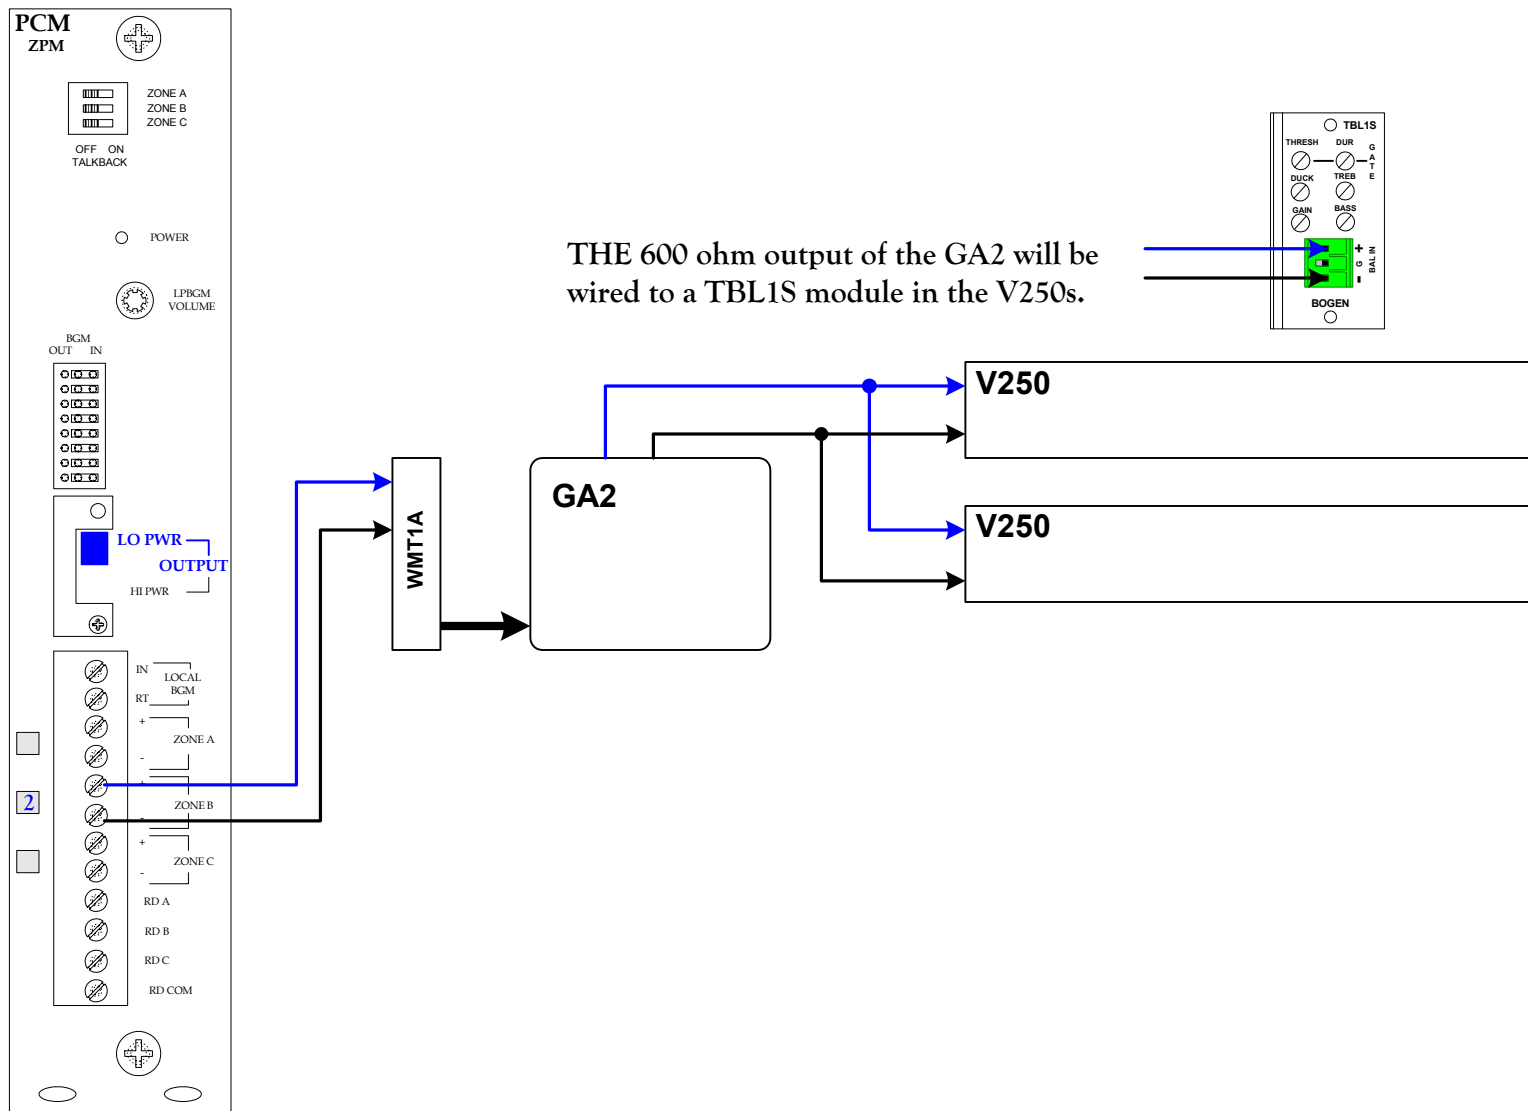 PCM
ZPM
ZONE A
ZONE B
ZONE C
OFF ON
TALKBACK
POWER
LPBGM
VOLUME
BGM
OUT IN
LO PWR
OUTPUT
HI PWR
IN
LOCAL
BGM
RT
+
ZONE A
-
+
ZONE B
-
+
ZONE C
-
RD A
RD B
RD C
RD COM
2
WMT1A
GA2
THE 600 ohm output of the GA2 will be
wired to a TBL1S module in the V250s.
TBL1S
THRESH DUR
GATE
DUCK TREB
GAIN BASS
+
G
-
BAL IN
BOGEN
V250
V250